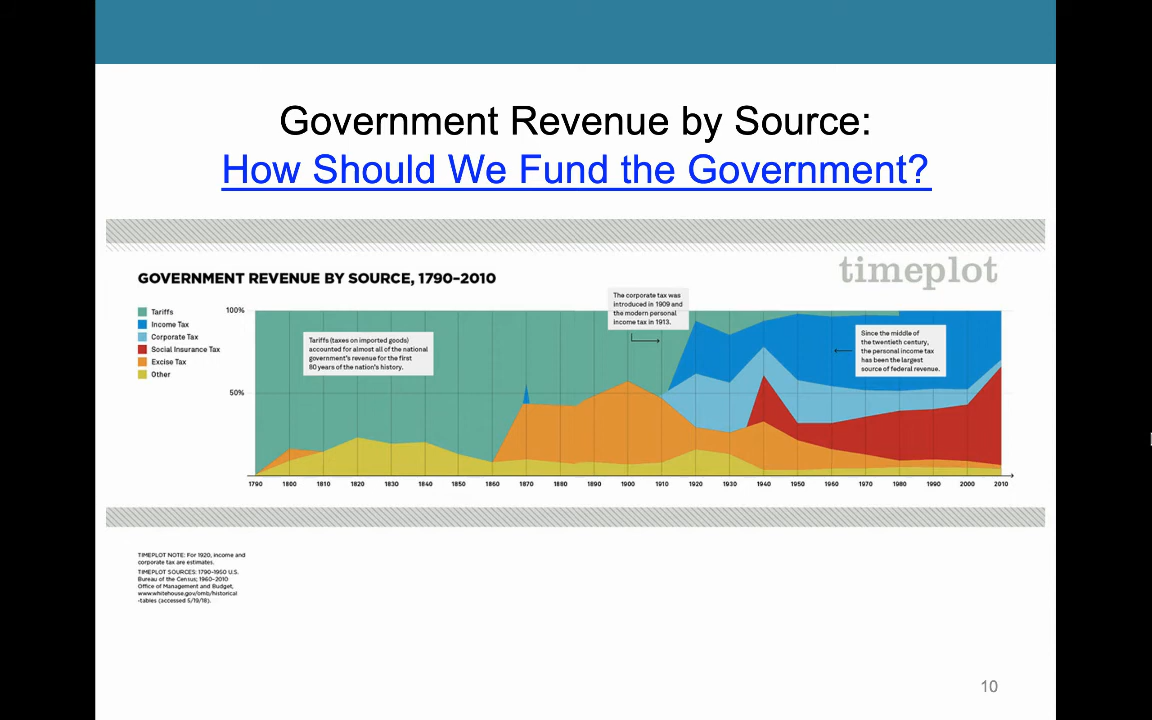 Government Revenue by Source:
How Should We Fund the Government?
GOVERNMENT REVENUE BY SOURCE, 1790–2010
timeplot
Tariffs
Income Tax
Corporate Tax
Social Insurance Tax
Excise Tax
Other
100%
50%
Tariffs (taxes on imported goods)
accounted for almost all of the national
government's revenue for the first
80 years of the nation's history.
The corporate tax was
introduced in 1909 and
the modern personal
income tax in 1913.
Since the middle of
the twentieth century,
the personal income tax
has been the largest
source of federal revenue.
1790 1800 1810 1820 1830 1840 1850 1860 1870 1880 1890 1900 1910 1920 1930 1940 1950 1960 1970 1980 1990 2000 2010
TIMEPLOT NOTE: For 1920, income and
corporate tax are estimates.
TIMEPLOT SOURCES: 1790–1950 U.S.
Bureau of the Census; 1960–2010
Office of Management and Budget,
www.whitehouse.gov/omb/historical
-tables (accessed 5/19/18).
10